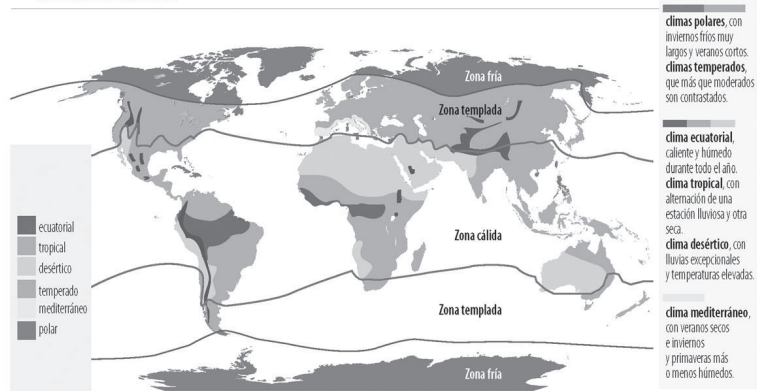 Zona fría
Zona templada
Zona cálida
Zona templada
Zona fría
ecuatorial
tropical
desértico
temperado
mediterráneo
polar
climas polares, con
inviernos fríos muy
largos y veranos cortos.
climas temperados,
que más que moderados
son contrastados.
clima ecuatorial,
caliente y húmedo
durante todo el año.
clima tropical, con
alternación de una
estación lluviosa y otra
seca.
clima desértico, con
lluvias excepcionales
y temperaturas elevadas.
clima mediterráneo,
con veranos secos
e inviernos
y primaveras más
o menos húmedos.